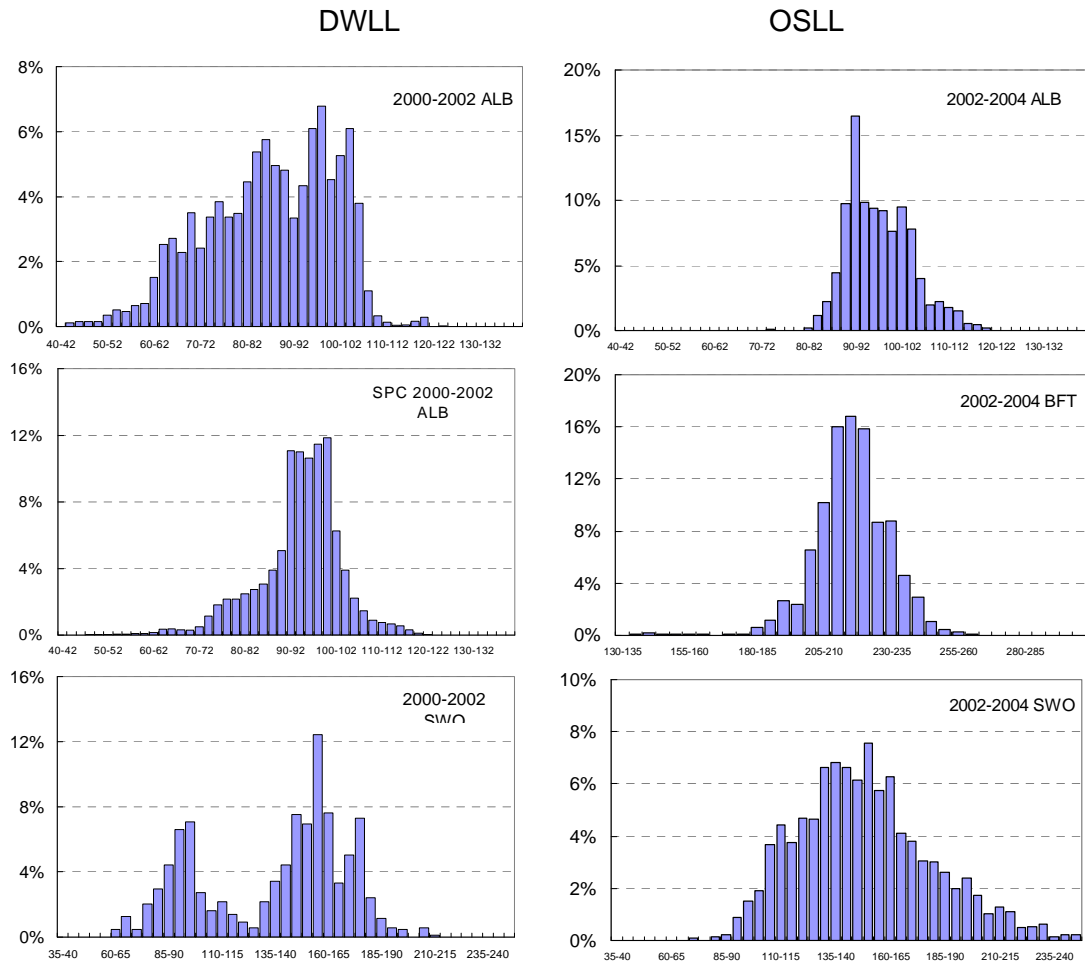 DWLL
OSLL
8%
6%
4%
2%
0%
2000-2002 ALB
40-42 50-52 60-62 70-72 80-82 90-92 100-102 110-112 120-122 130-132
20%
15%
10%
5%
0%
2002-2004 ALB
40-42 50-52 60-62 70-72 80-82 90-92 100-102 110-112 120-122 130-132
16%
12%
8%
4%
0%
SPC 2000-2002
ALB
40-42 50-52 60-62 70-72 80-82 90-92 100-102 110-112 120-122 130-132
20%
16%
12%
8%
4%
0%
2002-2004 BFT
130-135 155-160 180-185 205-210 230-235 255-260 280-285
16%
12%
8%
4%
0%
2000-2002
SWO
35-40 60-65 85-90 110-115 135-140 160-165 185-190 210-215 235-240
10%
8%
6%
4%
2%
0%
2002-2004 SWO
35-40 60-65 85-90 110-115 135-140 160-165 185-190 210-215 235-240